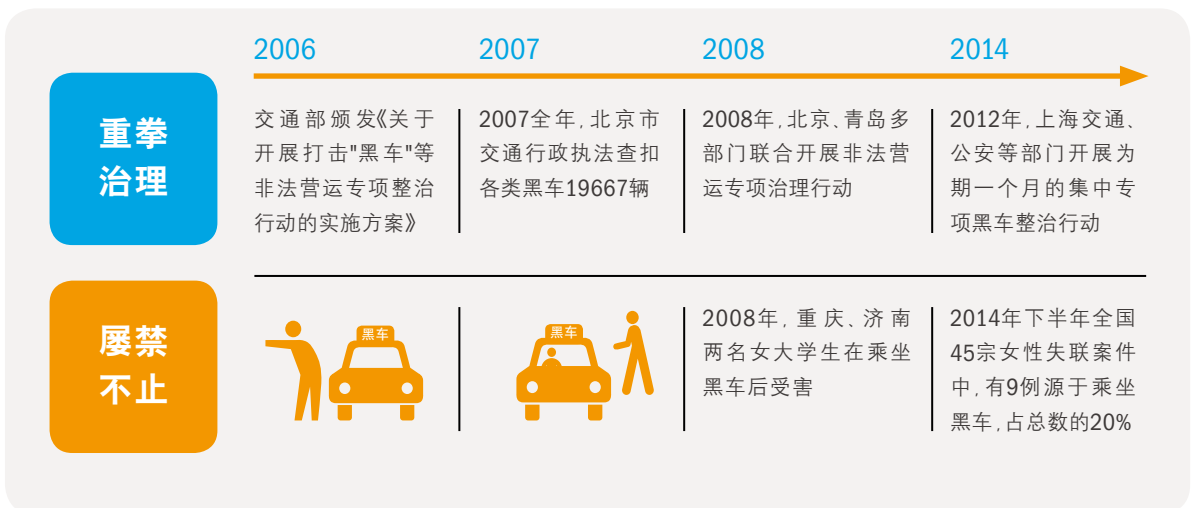 2006
2007
2008
2014
重拳
治理
交通部颁发《关于
开展打击"黑车"等
非法营运专项整治
行动的实施方案》
2007全年,北京市
交通行政执法查扣
各类黑车19667辆
2008年,北京、青岛多
部门联合开展非法营
运专项治理行动
2012年,上海交通、
公安等部门开展为
期一个月的集中专
项黑车整治行动
屡禁
不止
黑车
黑车
2008年,重庆、济南
两名女大学生在乘坐
黑车后受害
2014年下半年全国
45宗女性失联案件
中,有9例源于乘坐
黑车,占总数的20%